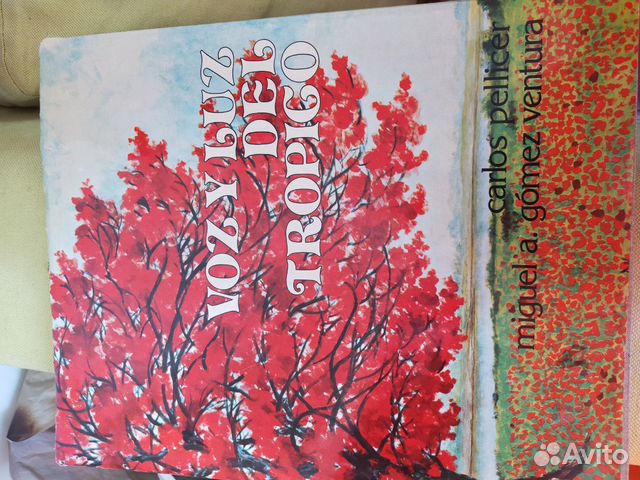 VOZ Y LUZ
DEL
TROPICO
carlos pellicer
miguel a. gómez ventura
Avito